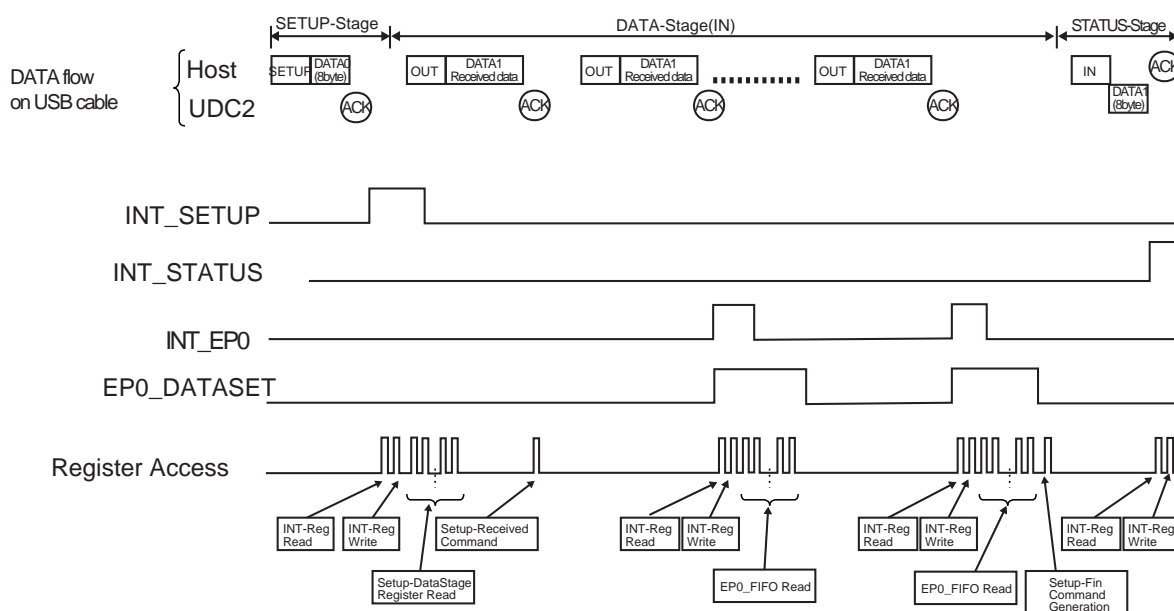 SETUP-Stage
DATA-Stage(IN)
STATUS-Stage
DATA flow
on USB cable
Host
UDC2
SETUP
DATA0
(8byte)
ACK
OUT
DATA1
Received data
ACK
OUT
DATA1
Received data
ACK
OUT
DATA1
Received data
ACK
IN
DATA1
(8byte)
ACK
INT_SETUP
INT_STATUS
INT_EP0
EP0_DATASET
Register Access
INT-Reg
Read
INT-Reg
Write
Setup-DataStage
Register Read
Setup-Received
Command
INT-Reg
Read
INT-Reg
Write
EP0_FIFO Read
INT-Reg
Read
INT-Reg
Write
EP0_FIFO Read
Setup-Fin
Command
Generation
INT-Reg
Read
INT-Reg
Write